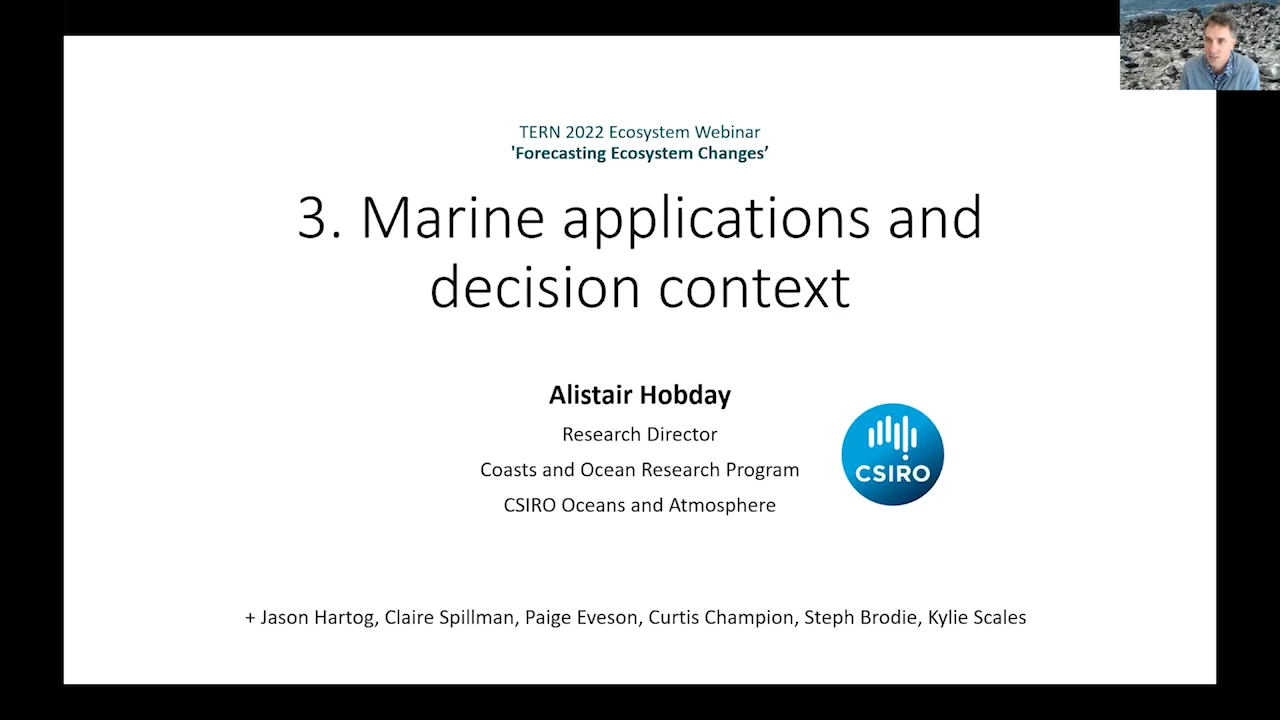 TERN 2022 Ecosystem Webinar
'Forecasting Ecosystem Changes’
3. Marine applications and
decision context
Alistair Hobday
Research Director
Coasts and Ocean Research Program
CSIRO Oceans and Atmosphere
CSIRO
+ Jason Hartog, Claire Spillman, Paige Eveson, Curtis Champion, Steph Brodie, Kylie Scales